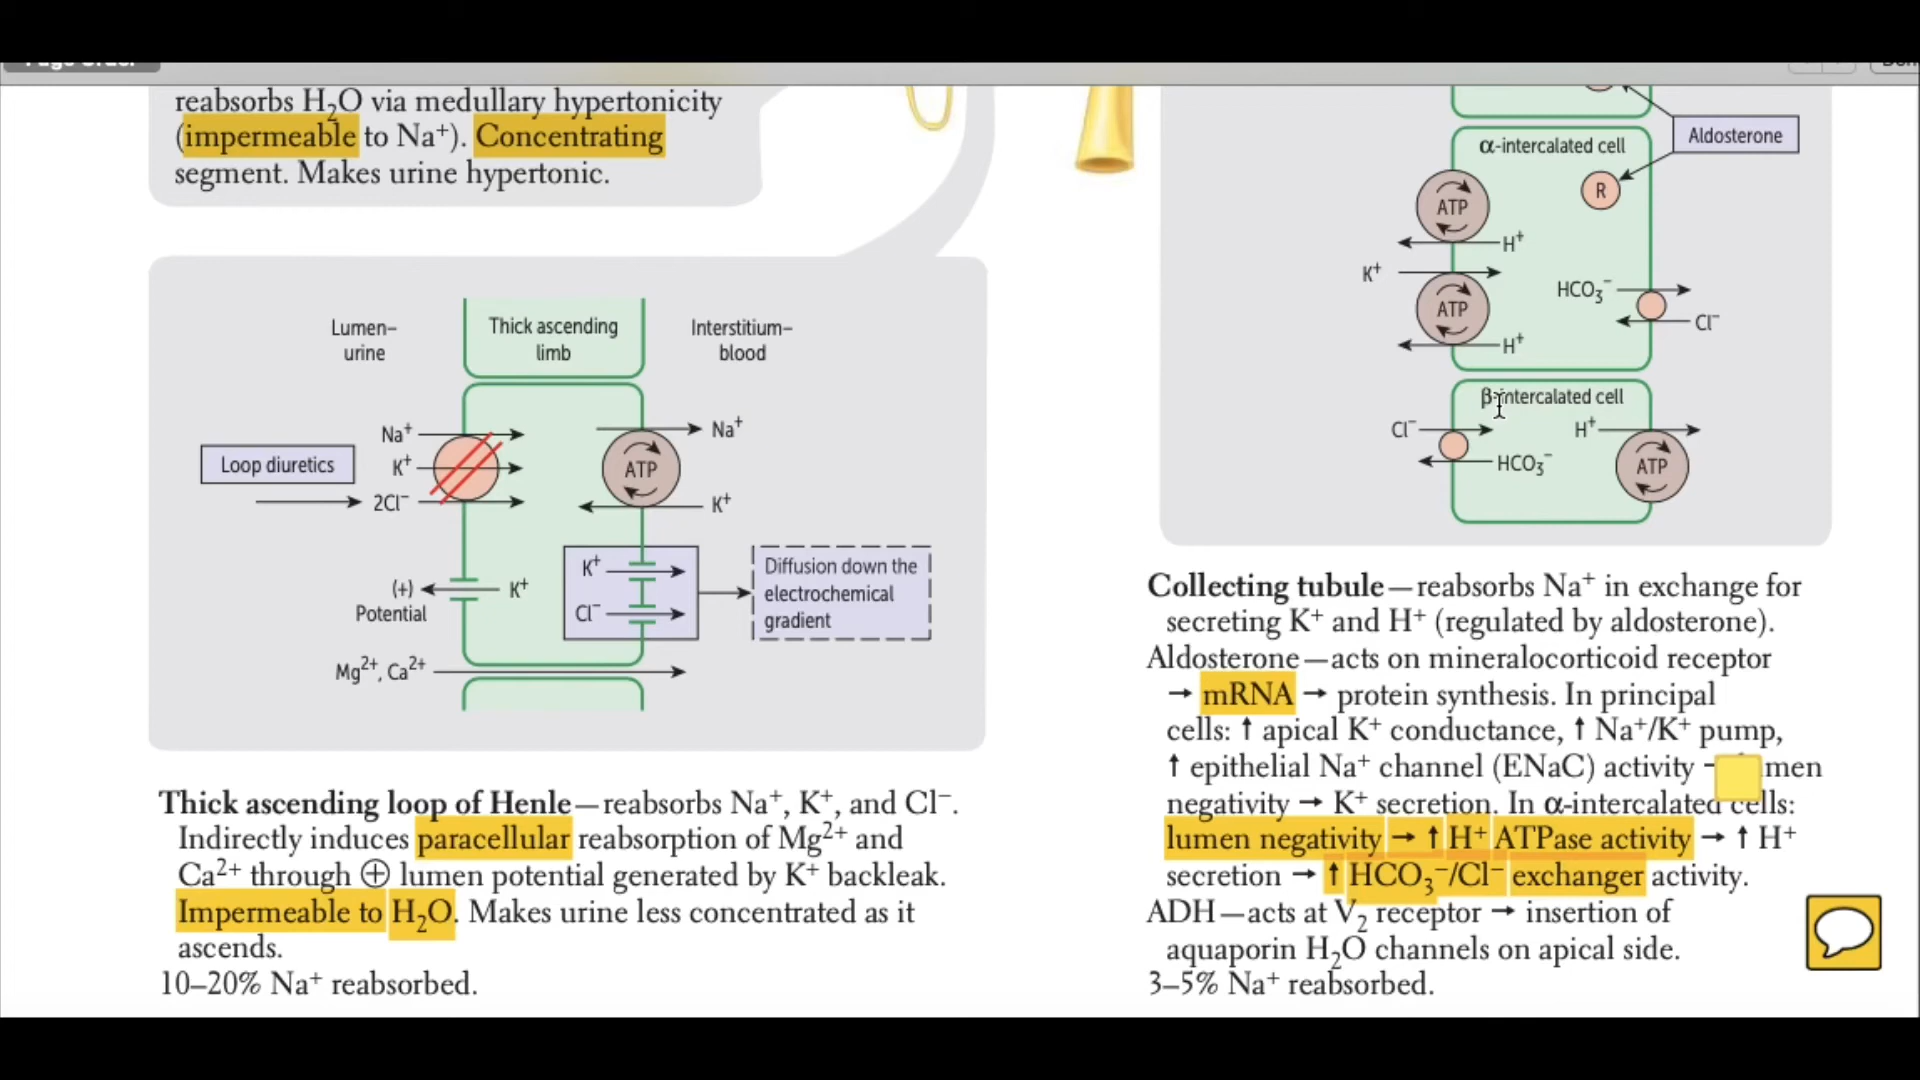 reabsorbs H₂O via medullary hypertonicity
(impermeable to Na⁺). Concentrating
segment. Makes urine hypertonic.
Lumen–
urine
Thick ascending
limb
Interstitium–
blood
Na⁺
K⁺
2Cl⁻
Loop diuretics
ATP
Na⁺
K⁺
(+)
Potential
K⁺
K⁺
Cl⁻
Diffusion down the
electrochemical
gradient
Mg²⁺, Ca²⁺
Thick ascending loop of Henle—reabsorbs Na⁺, K⁺, and Cl⁻.
Indirectly induces paracellular reabsorption of Mg²⁺ and
Ca²⁺ through ⊕ lumen potential generated by K⁺ backleak.
Impermeable to H₂O. Makes urine less concentrated as it
ascends.
10–20% Na⁺ reabsorbed.
Aldosterone
α-intercalated cell
R
ATP
H⁺
K⁺
ATP
H⁺
HCO₃⁻
Cl⁻
β-intercalated cell
Cl⁻
HCO₃⁻
H⁺
ATP
Collecting tubule—reabsorbs Na⁺ in exchange for
secreting K⁺ and H⁺ (regulated by aldosterone).
Aldosterone—acts on mineralocorticoid receptor
→ mRNA → protein synthesis. In principal
cells: ↑ apical K⁺ conductance, ↑ Na⁺/K⁺ pump,
↑ epithelial Na⁺ channel (ENaC) activity
negativity → K⁺ secretion. In α-intercalated cells:
lumen negativity → ↑ H⁺ ATPase activity → ↑ H⁺
secretion → ↑ HCO₃⁻/Cl⁻ exchanger activity.
ADH—acts at V₂ receptor → insertion of
aquaporin H₂O channels on apical side.
3–5% Na⁺ reabsorbed.